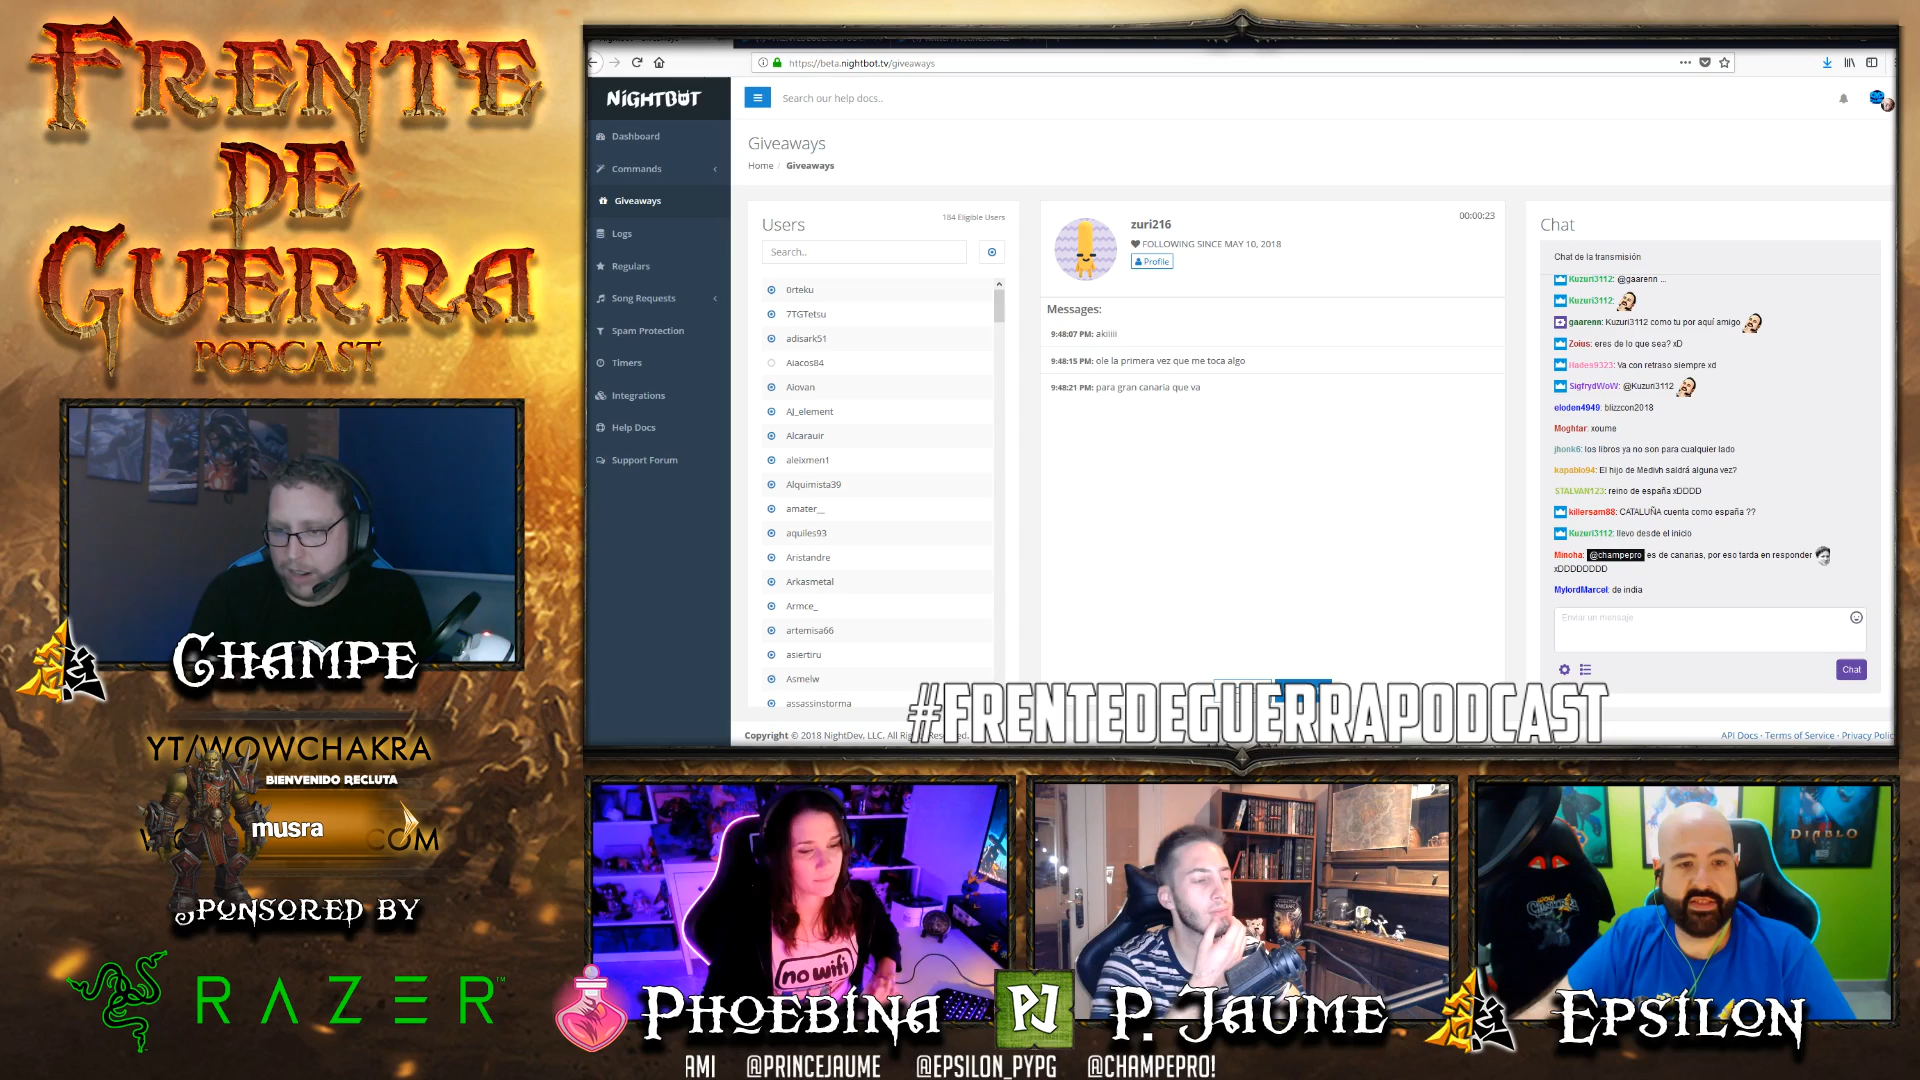 FRENTE
DE
GUERRA
PODCAST
CHAMPE
YT/WOWCHAKRA
BIENVENIDO RECLUTA
musra
COM
SPONSORED BY
RAZER
https://beta.nightbot.tv/giveaways
NIGHTBOT
Dashboard
Commands
Giveaways
Logs
Regulars
Song Requests
Spam Protection
Timers
Integrations
Help Docs
Support Forum
Search our help docs..
Giveaways
Home / Giveaways
Users
184 Eligible Users
Search..
0rteku
7TGTetsu
adisark51
Aiacos84
Aiovan
AJ_element
Alcarauir
aleixmen1
Alquimista39
amater__
aquiles93
Aristandre
Arkasmetal
Armce_
artemisa66
asiertiru
Asmelw
assassinstorma
zuri216
00:00:23
FOLLOWING SINCE MAY 10, 2018
Profile
Messages:
9:48:07 PM: akiiiii
9:48:15 PM: ole la primera vez que me toca algo
9:48:21 PM: para gran canaria que va
Chat
Chat de la transmisión
Kuzuri3112: @gaarenn ...
Kuzuri3112:
gaarenn: Kuzuri3112 como tu por aquí amigo
Zoius: eres de lo que sea? xD
Hades9323: Va con retraso siempre xd
SigfrydWoW: @Kuzuri3112
eloden4949: blizzcon2018
Moghtar: xoume
jhonk6: los libros ya no son para cualquier lado
kapablo94: El hijo de Medivh saldrá alguna vez?
STALVAN123: reino de españa xDDDD
killersam88: CATALUÑA cuenta como españa ??
Kuzuri3112: llevo desde el inicio
Minoha: @champepro es de canarias, por eso tarda en responder
xDDDDDDDD
MylordMarcel: de india
Enviar un mensaje
Chat
Copyright © 2018 NightDev, LLC. All
API Docs · Terms of Service · Privacy
#FRENTEDEGUERRAPODCAST
no wifi
DIABLO
PHOEBINA
PJ
P. JAUME
EPSILON
AMI @PRINCEJAUME @EPSILON_PYPG @CHAMPEPRO!